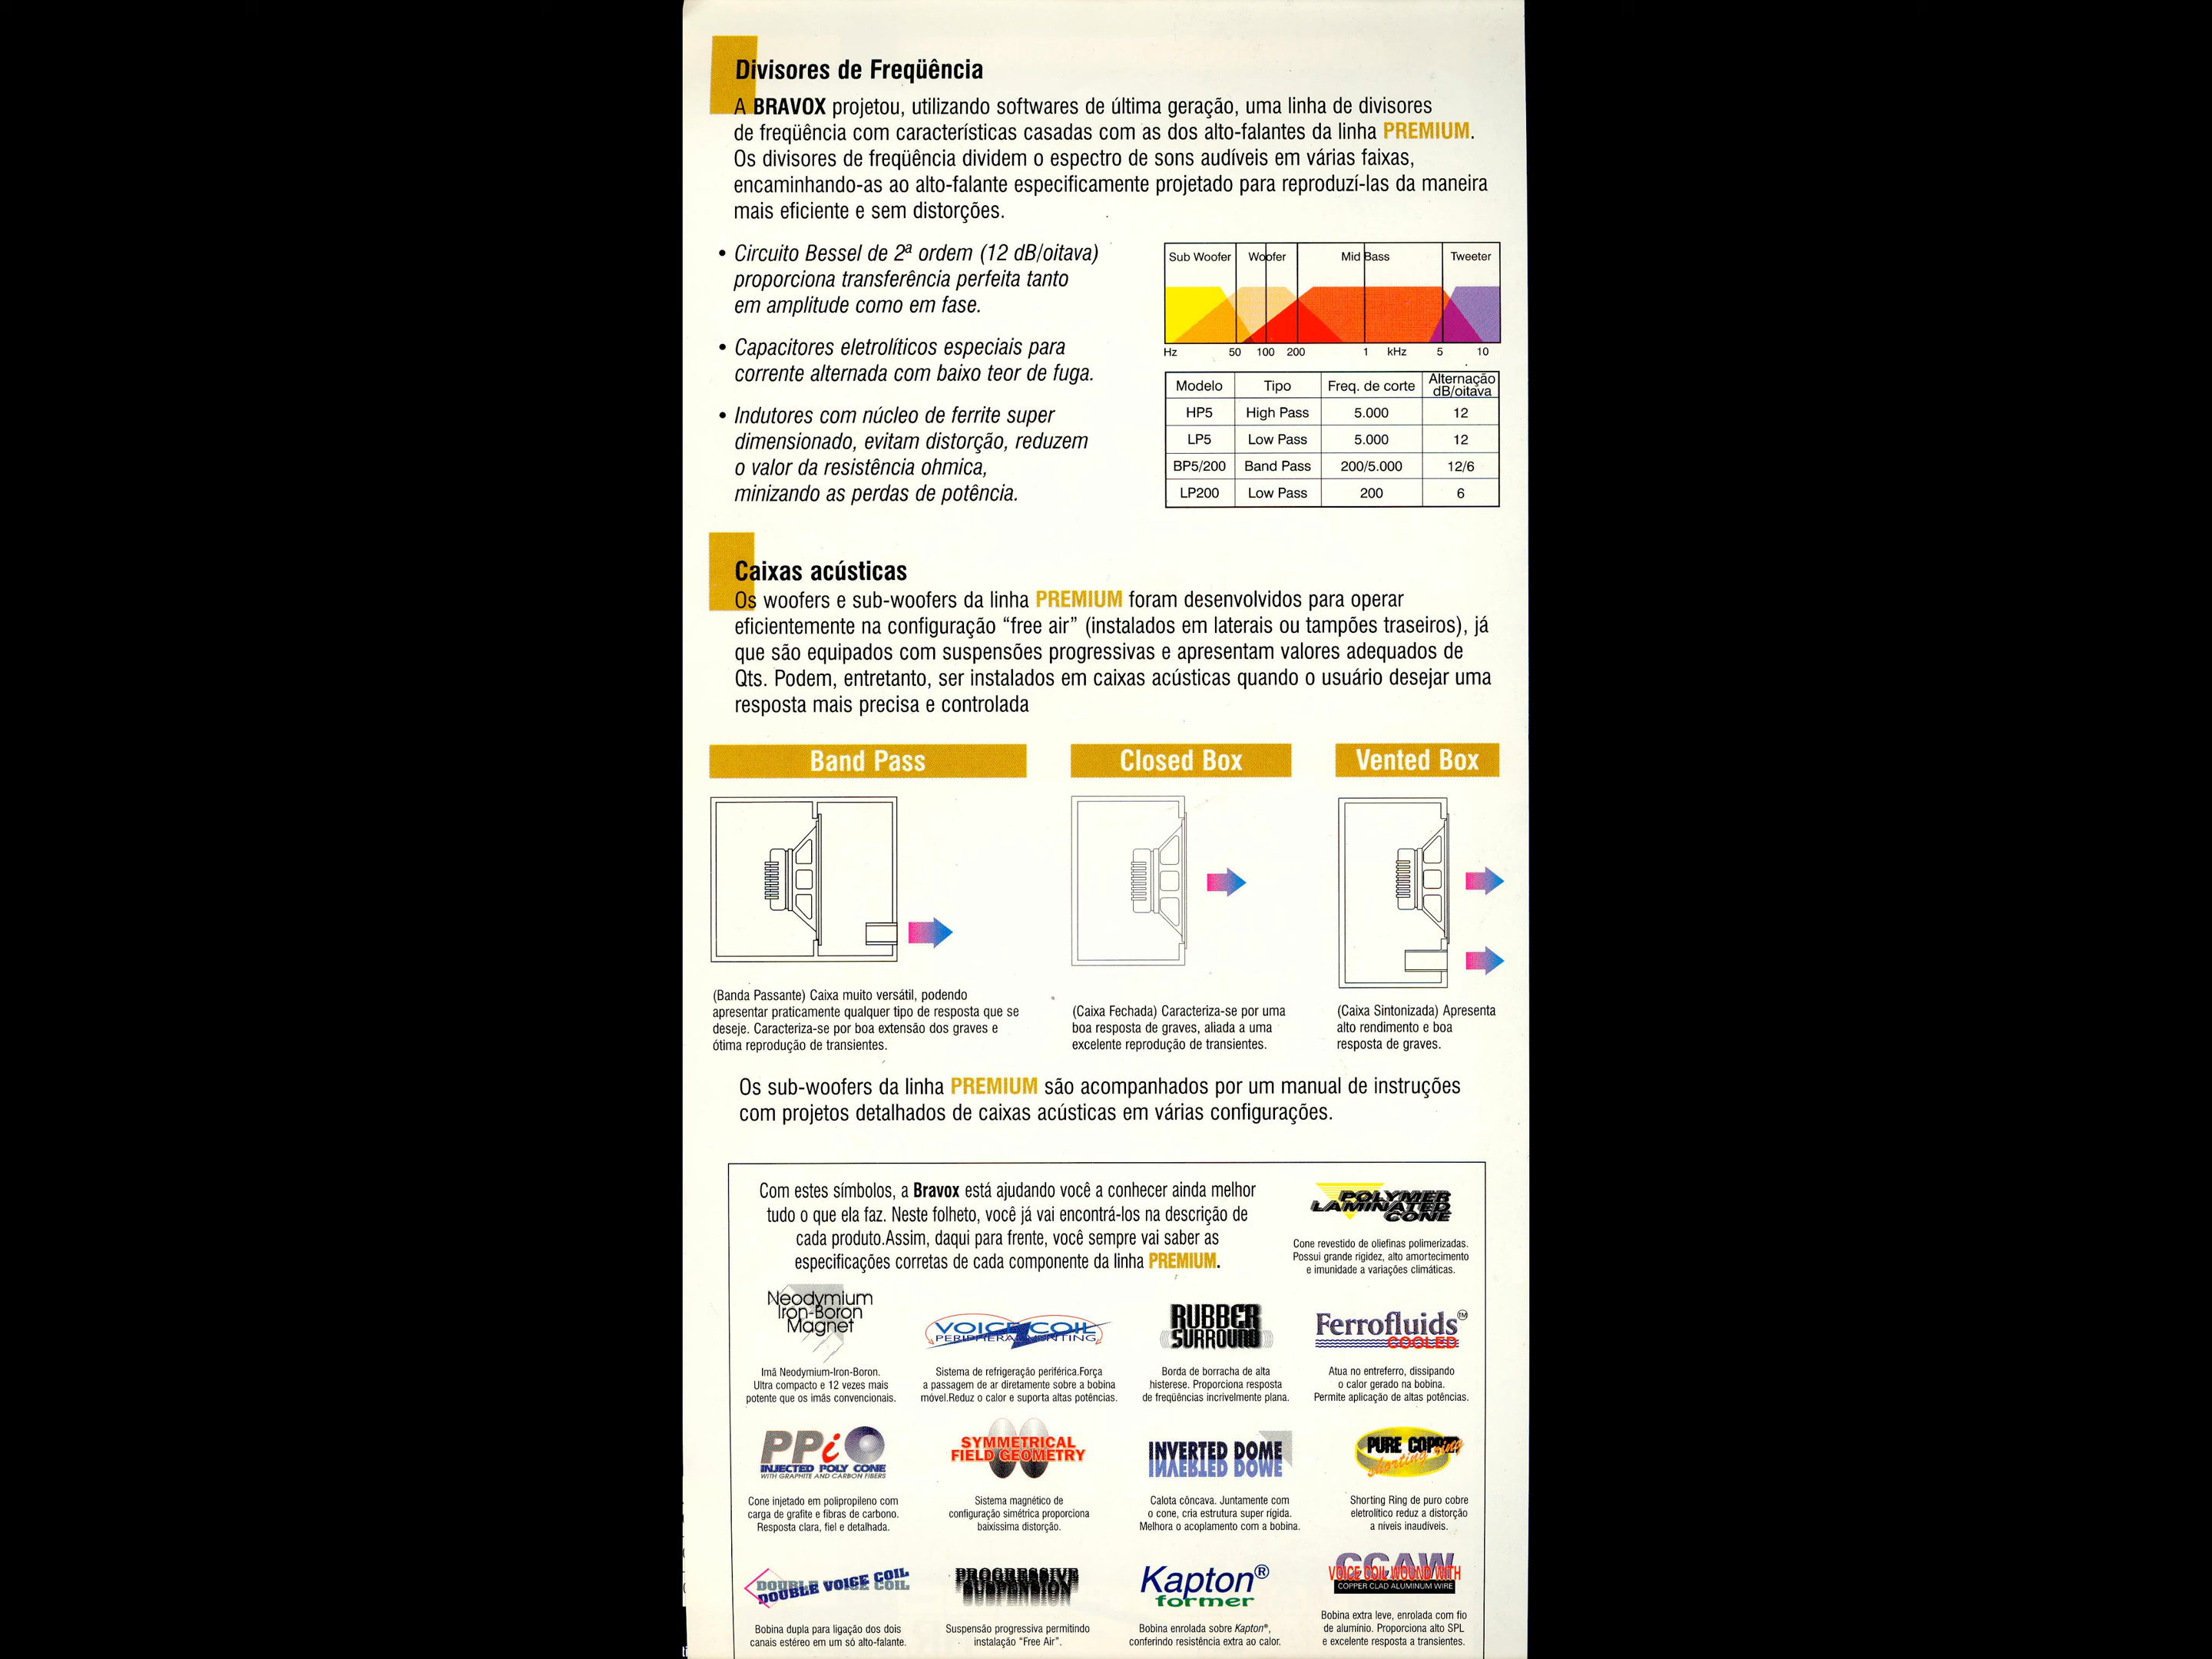 Divisores de Freqüência
A BRAVOX projetou, utilizando softwares de última geração, uma linha de divisores
de freqüência com características casadas com as dos alto-falantes da linha PREMIUM.
Os divisores de freqüência dividem o espectro de sons audíveis em várias faixas,
encaminhando-as ao alto-falante especificamente projetado para reproduzí-las da maneira
mais eficiente e sem distorções.
• Circuito Bessel de 2ª ordem (12 dB/oitava)
proporciona transferência perfeita tanto
em amplitude como em fase.
• Capacitores eletrolíticos especiais para
corrente alternada com baixo teor de fuga.
• Indutores com núcleo de ferrite super
dimensionado, evitam distorção, reduzem
o valor da resistência ohmica,
minizando as perdas de potência.
Sub Woofer Woofer Mid Bass Tweeter
Hz 50 100 200 1 kHz 5 10
Modelo Tipo Freq. de corte Alternação dB/oitava
HP5 High Pass 5.000 12
LP5 Low Pass 5.000 12
BP5/200 Band Pass 200/5.000 12/6
LP200 Low Pass 200 6
Caixas acústicas
Os woofers e sub-woofers da linha PREMIUM foram desenvolvidos para operar
eficientemente na configuração “free air” (instalados em laterais ou tampões traseiros), já
que são equipados com suspensões progressivas e apresentam valores adequados de
Qts. Podem, entretanto, ser instalados em caixas acústicas quando o usuário desejar uma
resposta mais precisa e controlada
Band Pass
(Banda Passante) Caixa muito versátil, podendo
apresentar praticamente qualquer tipo de resposta que se
deseje. Caracteriza-se por boa extensão dos graves e
ótima reprodução de transientes.
Closed Box
(Caixa Fechada) Caracteriza-se por uma
boa resposta de graves, aliada a uma
excelente reprodução de transientes.
Vented Box
(Caixa Sintonizada) Apresenta
alto rendimento e boa
resposta de graves.
Os sub-woofers da linha PREMIUM são acompanhados por um manual de instruções
com projetos detalhados de caixas acústicas em várias configurações.
Com estes símbolos, a Bravox está ajudando você a conhecer ainda melhor
tudo o que ela faz. Neste folheto, você já vai encontrá-los na descrição de
cada produto.Assim, daqui para frente, você sempre vai saber as
especificações corretas de cada componente da linha PREMIUM.
POLYMER
LAMINATED
CONE
Cone revestido de oliefinas polimerizadas.
Possui grande rigidez, alto amortecimento
e imunidade a variações climáticas.
Neodymium
Iron-Boron
Magnet
Imã Neodymium-Iron-Boron.
Ultra compacto e 12 vezes mais
potente que os imãs convencionais.
VOICE COIL
PERIPHERAL VENTING
Sistema de refrigeração periférica.Força
a passagem de ar diretamente sobre a bobina
móvel.Reduz o calor e suporta altas potências.
RUBBER
SURROUND
Borda de borracha de alta
histerese. Proporciona resposta
de freqüências incrivelmente plana.
Ferrofluids™
COOLED
Atua no entreferro, dissipando
o calor gerado na bobina.
Permite aplicação de altas potências.
PPi
INJECTED POLY CONE
WITH GRAPHITE AND CARBON FIBERS
Cone injetado em polipropileno com
carga de grafite e fibras de carbono.
Resposta clara, fiel e detalhada.
SYMMETRICAL
FIELD GEOMETRY
Sistema magnético de
configuração simétrica proporciona
baixíssima distorção.
INVERTED DOME
INVERTED DOME
Calota côncava. Juntamente com
o cone, cria estrutura super rígida.
Melhora o acoplamento com a bobina.
PURE COPPER
shorting ring
Shorting Ring de puro cobre
eletrolítico reduz a distorção
a níveis inaudíveis.
DOUBLE VOICE COIL
DOUBLE COIL
Bobina dupla para ligação dos dois
canais estéreo em um só alto-falante.
PROGRESSIVE
SUSPENSION
Suspensão progressiva permitindo
instalação “Free Air”.
Kapton®
former
Bobina enrolada sobre Kapton®,
conferindo resistência extra ao calor.
CCAW
VOICE COIL WOUND WITH
COPPER CLAD ALUMINUM WIRE
Bobina extra leve, enrolada com fio
de alumínio. Proporciona alto SPL
e excelente resposta a transientes.